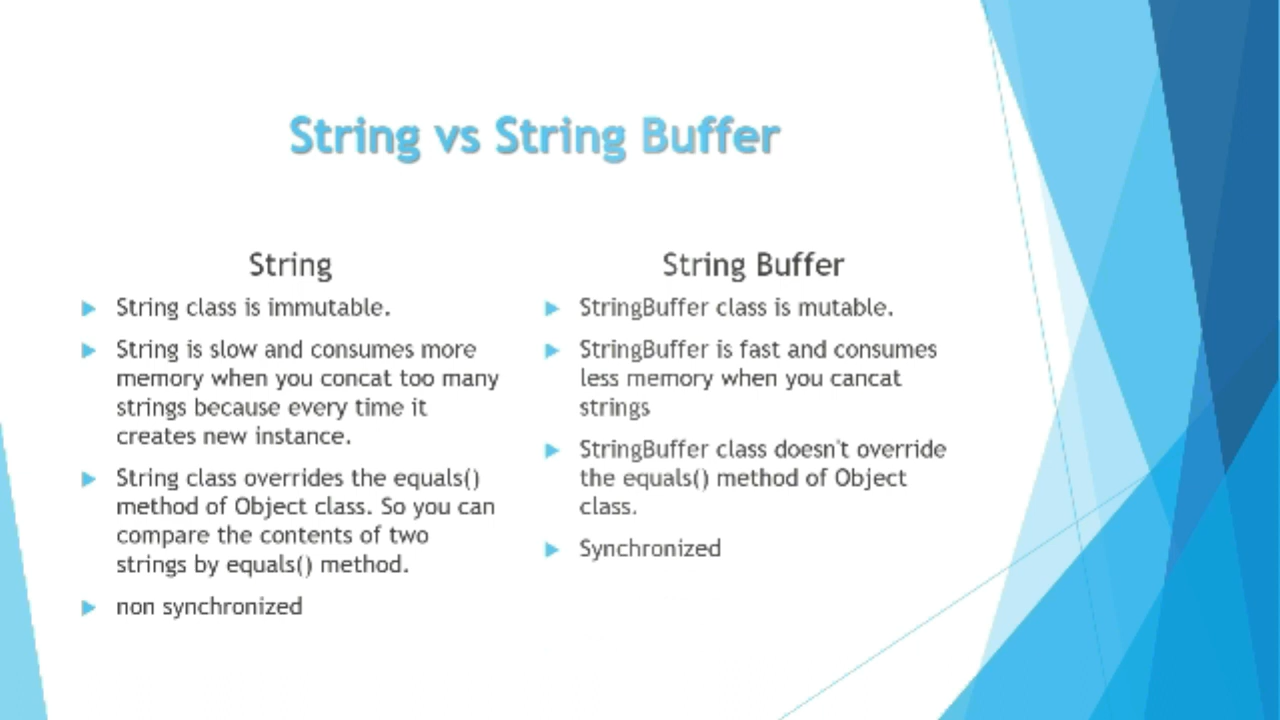 String vs String Buffer
String
String class is immutable.
String is slow and consumes more
memory when you concat too many
strings because every time it
creates new instance.
String class overrides the equals()
method of Object class. So you can
compare the contents of two
strings by equals() method.
non synchronized
String Buffer
StringBuffer class is mutable.
StringBuffer is fast and consumes
less memory when you cancat
strings
StringBuffer class doesn't override
the equals() method of Object
class.
Synchronized